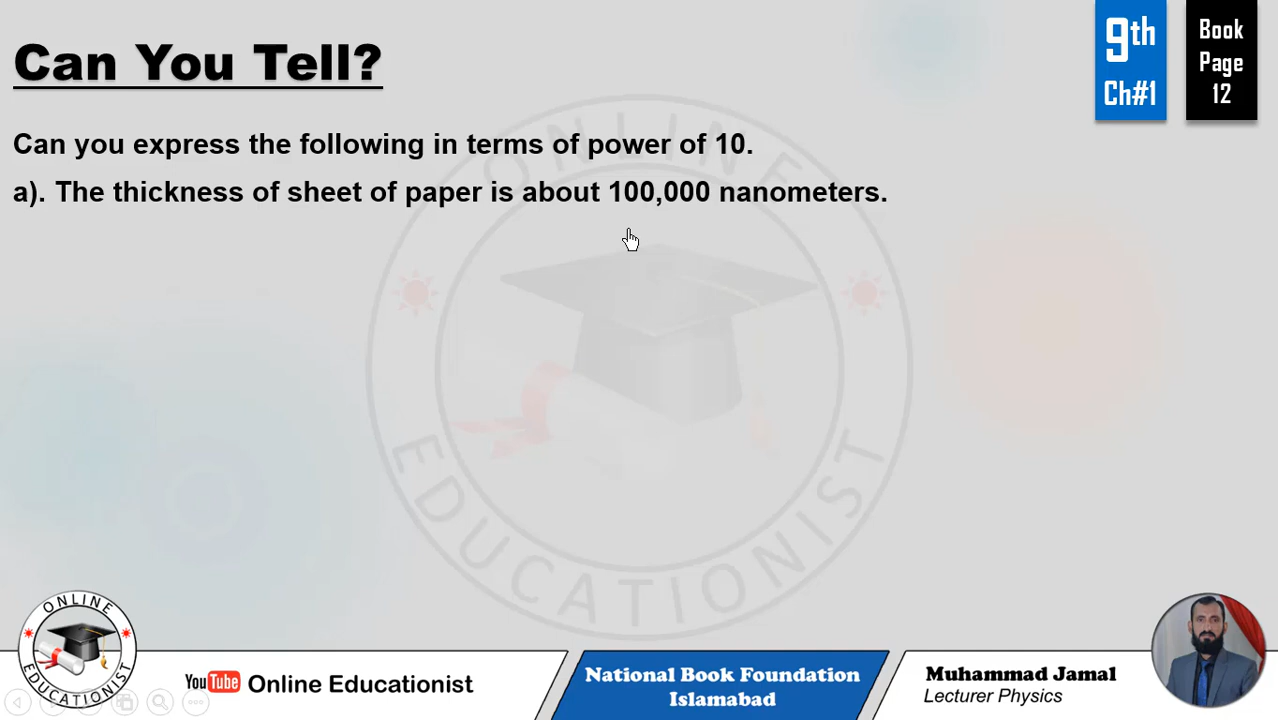 Can You Tell?
9th
Ch#1
Book
Page
12
Can you express the following in terms of power of 10.
a). The thickness of sheet of paper is about 100,000 nanometers.
ONLINE
EDUCATIONIST
ONLINE
EDUCATIONIST
YouTube Online Educationist
National Book Foundation
Islamabad
Muhammad Jamal
Lecturer Physics